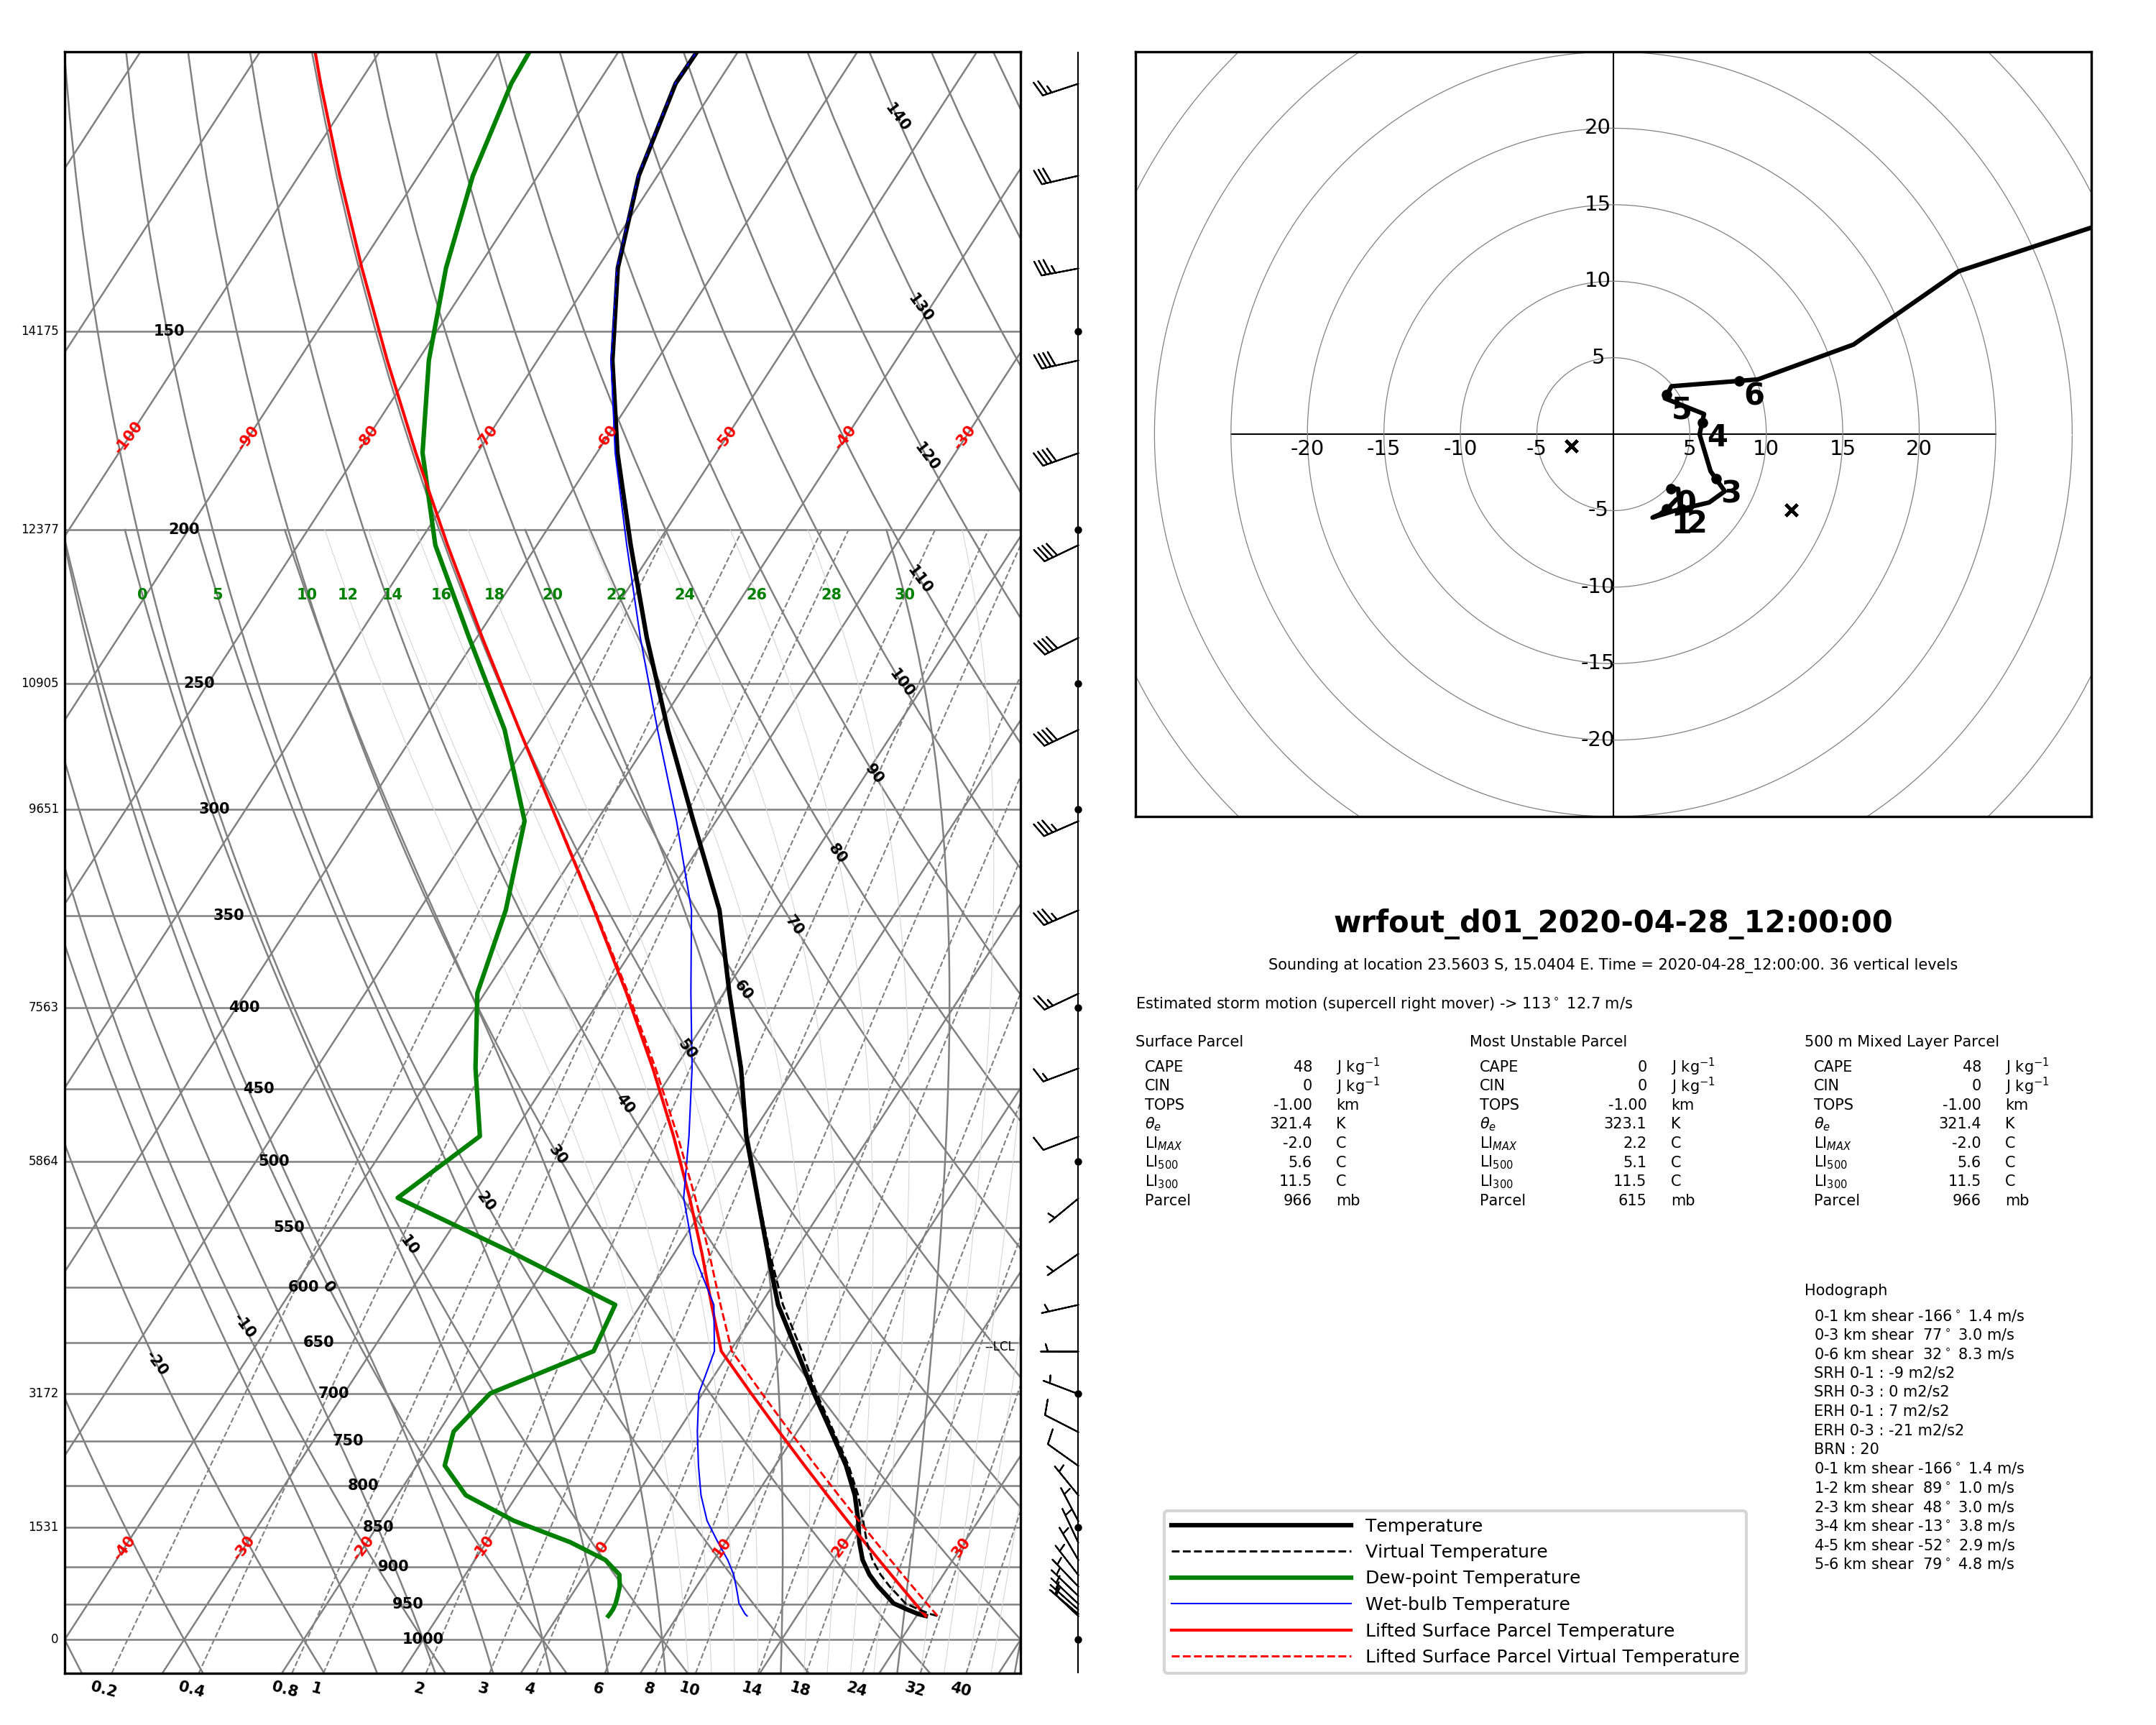 140
130
14175 150
-100 -90 -80 -70 -60 -50 -40 -30
120
12377 200
110
0 5 10 12 14 16 18 20 22 24 26 28 30
10905 250
100
90
9651 300
80
350
70
7563 400
60
50
450
40
5864 500
30
20
550
10
600 0
-10
650
--LCL
-20
3172 700
750
800
1531 850
-40 -30 -20 -10 0 10 20 30
900
950
0 1000
0.2 0.4 0.8 1 2 3 4 6 8 10 14 18 24 32 40
20
15
10
5
-20 -15 -10 -5 5 10 15 20
-5
-10
-15
-20
6
5
4
3
0
1 2
wrfout_d01_2020-04-28_12:00:00
Sounding at location 23.5603 S, 15.0404 E. Time = 2020-04-28_12:00:00. 36 vertical levels
Estimated storm motion (supercell right mover) -> 113° 12.7 m/s
Surface Parcel
CAPE 48 J kg⁻¹
CIN 0 J kg⁻¹
TOPS -1.00 km
θe 321.4 K
LIMAX -2.0 C
LI500 5.6 C
LI300 11.5 C
Parcel 966 mb
Most Unstable Parcel
CAPE 0 J kg⁻¹
CIN 0 J kg⁻¹
TOPS -1.00 km
θe 323.1 K
LIMAX 2.2 C
LI500 5.1 C
LI300 11.5 C
Parcel 615 mb
500 m Mixed Layer Parcel
CAPE 48 J kg⁻¹
CIN 0 J kg⁻¹
TOPS -1.00 km
θe 321.4 K
LIMAX -2.0 C
LI500 5.6 C
LI300 11.5 C
Parcel 966 mb
Hodograph
0-1 km shear -166° 1.4 m/s
0-3 km shear 77° 3.0 m/s
0-6 km shear 32° 8.3 m/s
SRH 0-1 : -9 m2/s2
SRH 0-3 : 0 m2/s2
ERH 0-1 : 7 m2/s2
ERH 0-3 : -21 m2/s2
BRN : 20
0-1 km shear -166° 1.4 m/s
1-2 km shear 89° 1.0 m/s
2-3 km shear 48° 3.0 m/s
3-4 km shear -13° 3.8 m/s
4-5 km shear -52° 2.9 m/s
5-6 km shear 79° 4.8 m/s
Temperature
Virtual Temperature
Dew-point Temperature
Wet-bulb Temperature
Lifted Surface Parcel Temperature
Lifted Surface Parcel Virtual Temperature